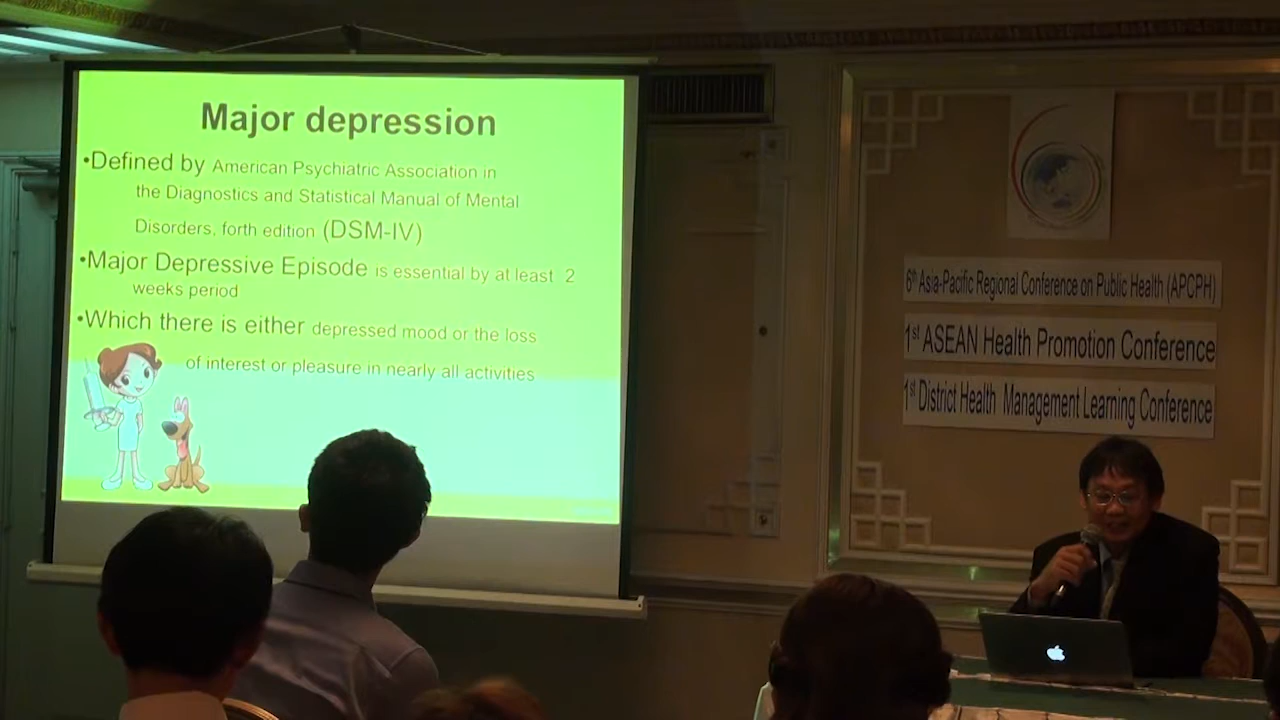 Major depression
•Defined by American Psychiatric Association in
the Diagnostics and Statistical Manual of Mental
Disorders, forth edition (DSM-IV)
•Major Depressive Episode is essential by at least 2
weeks period
•Which there is either depressed mood or the loss
of interest or pleasure in nearly all activities
6th Asia-Pacific Regional Conference on Public Health (APCPH)
1st ASEAN Health Promotion Conference
1st District Health Management Learning Conference